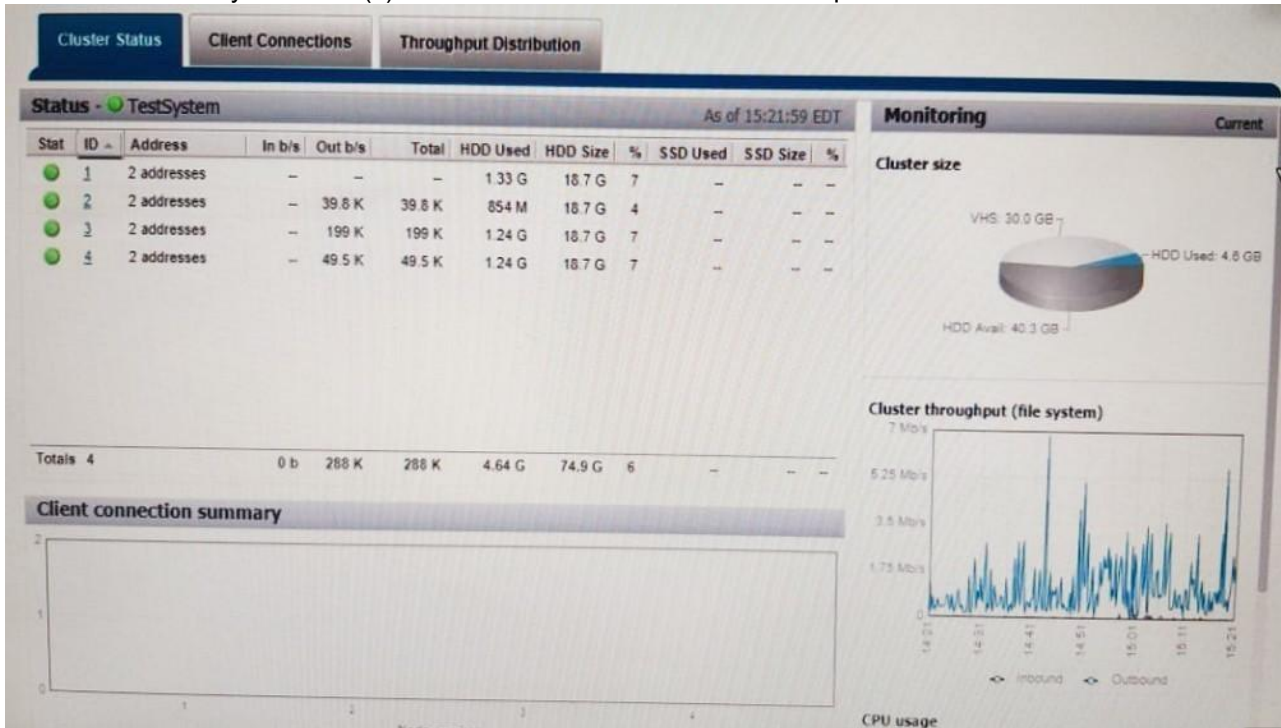 Cluster Status Client Connections Throughput Distribution
Status - TestSystem As of 15:21:59 EDT
Stat ID Address In b/s Out b/s Total HDD Used HDD Size % SSD Used SSD Size %
1 2 addresses -- -- -- 1.33 G 18.7 G 7 -- -- --
2 2 addresses -- 39.8 K 39.8 K 854 M 18.7 G 4 -- -- --
3 2 addresses -- 199 K 199 K 1.24 G 18.7 G 7 -- -- --
4 2 addresses -- 49.5 K 49.5 K 1.24 G 18.7 G 7 -- -- --
Totals 4 0 b 288 K 288 K 4.64 G 74.9 G 6 -- -- --
Client connection summary
2
1
0
1 2 3 4
Monitoring Current
Cluster size
VHS: 30.0 GB
HDD Used: 4.6 GB
HDD Avail: 40.3 GB
Cluster throughput (file system)
7 Mb/s
5.25 Mb/s
3.5 Mb/s
1.75 Mb/s
0
14:31 14:41 14:51 15:01 15:11 15:21
Inbound Outbound
CPU usage